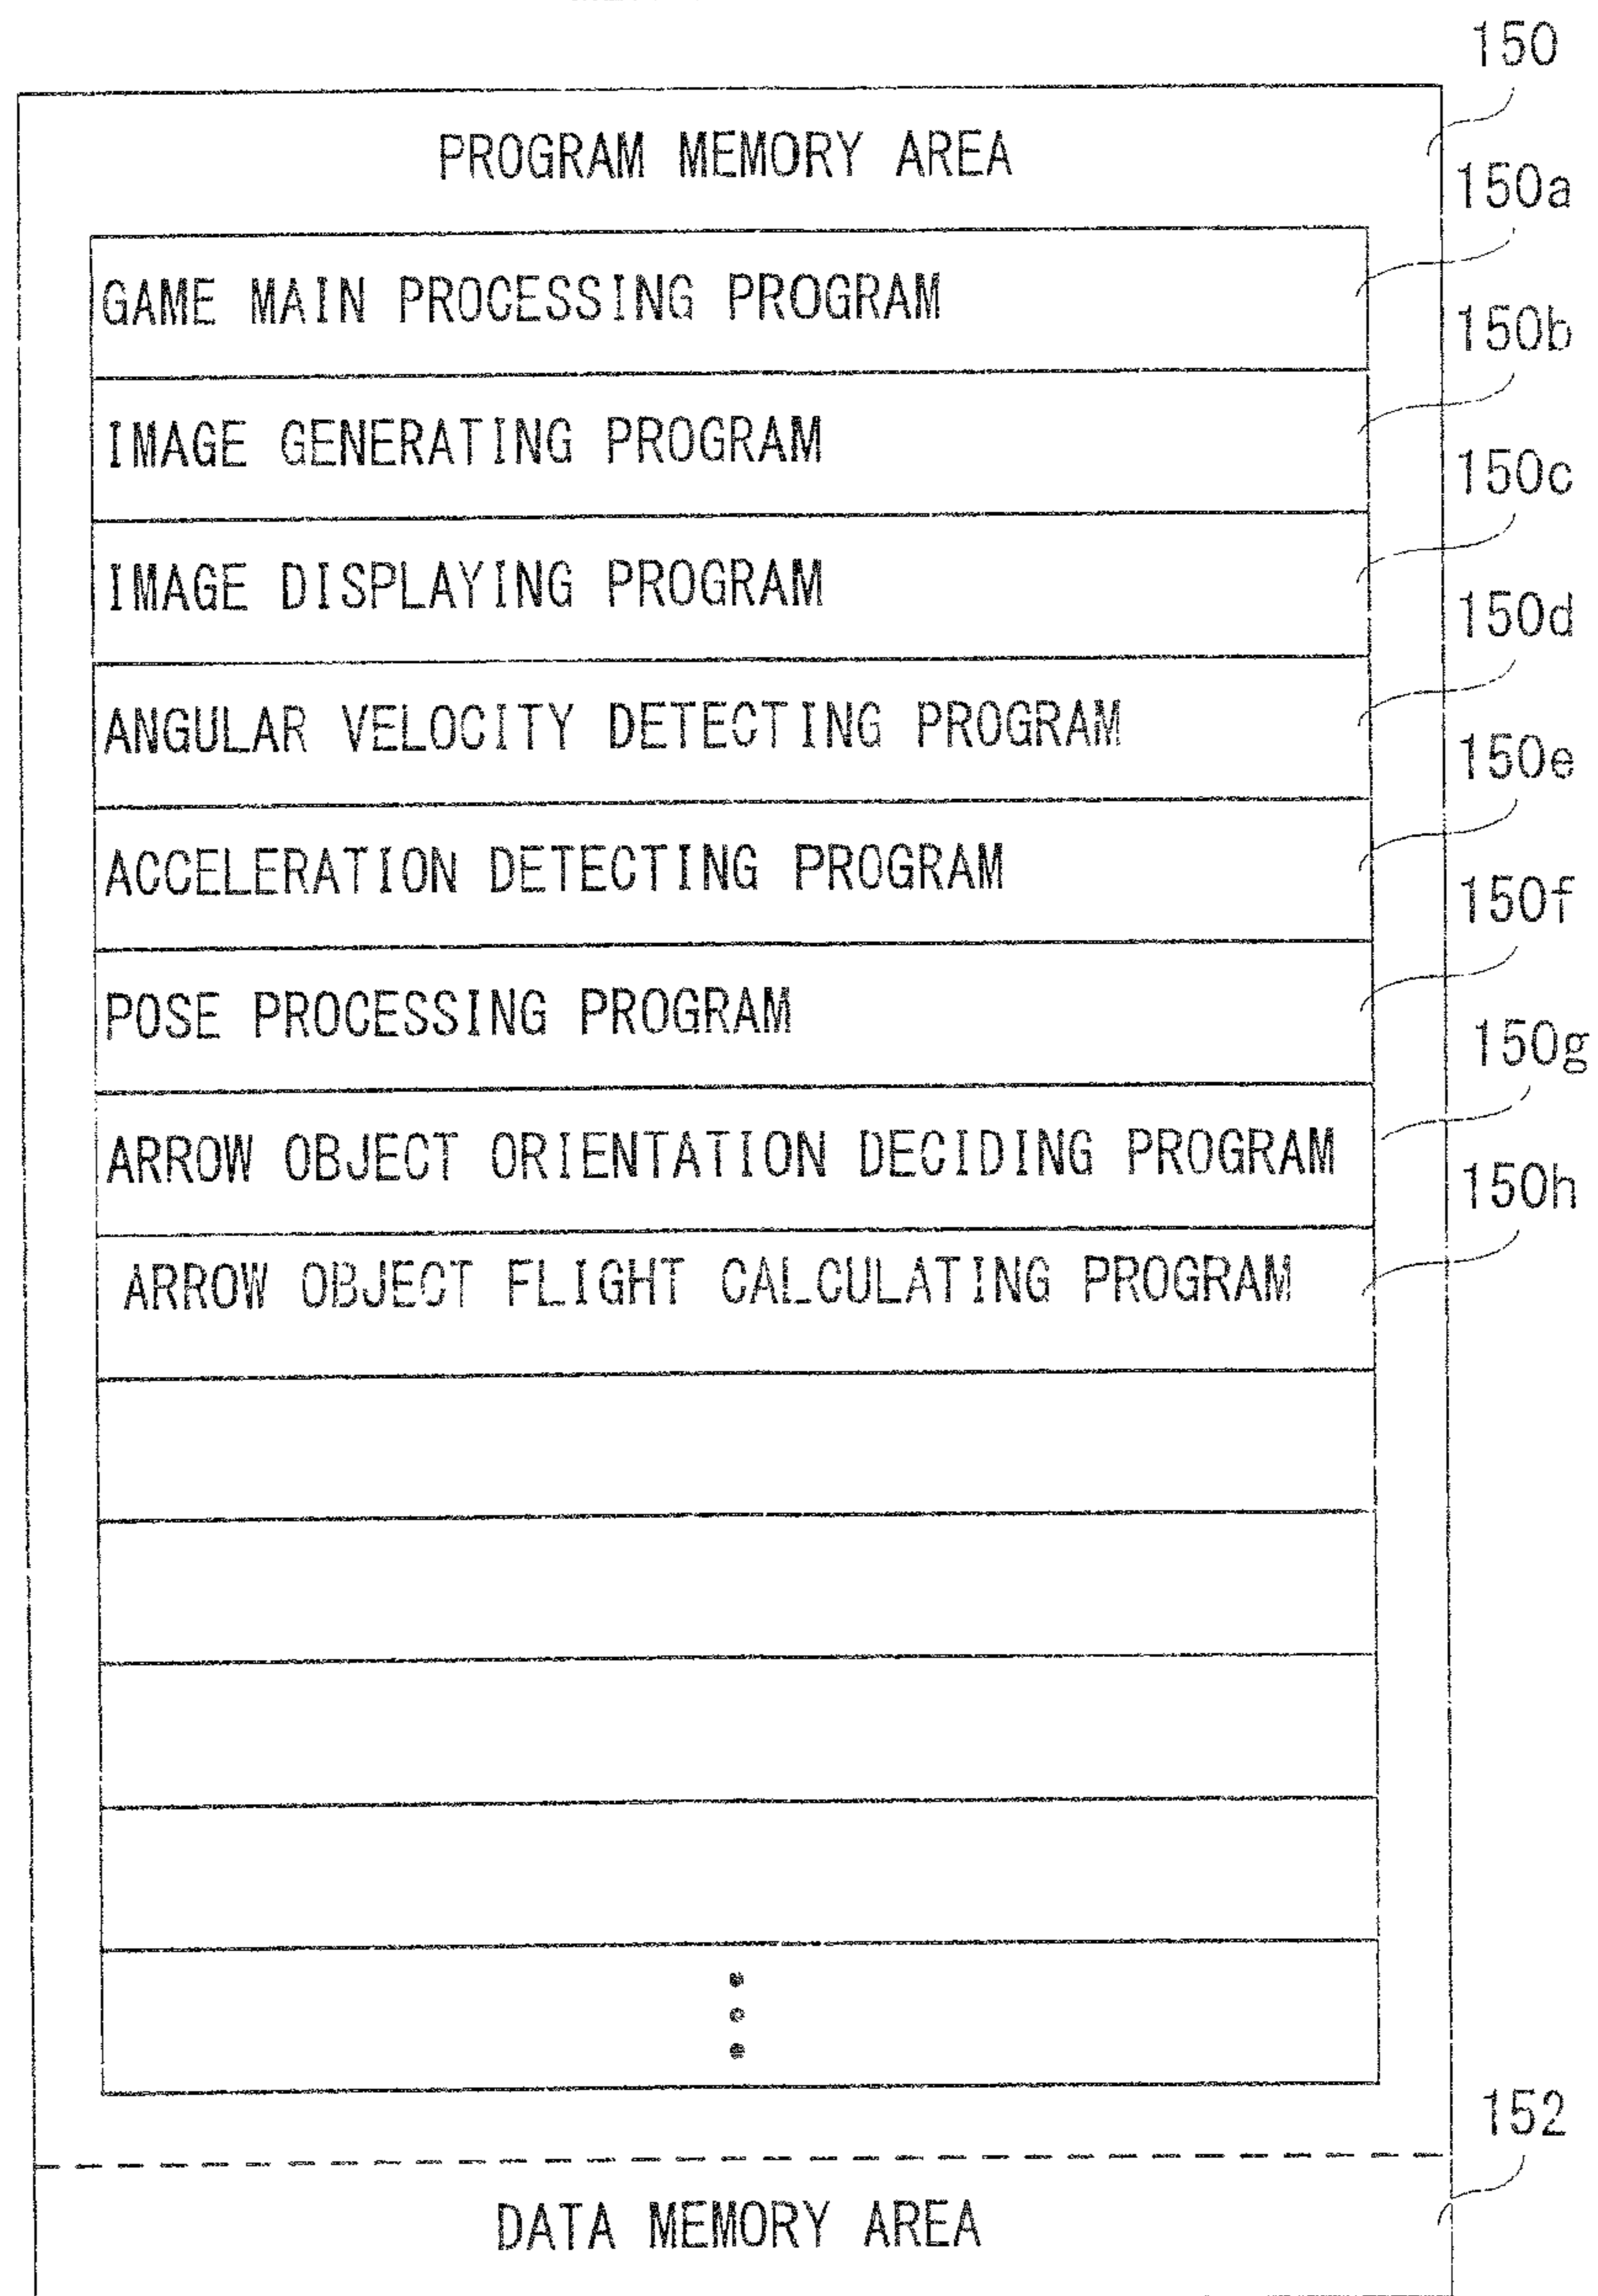 150
PROGRAM MEMORY AREA
150a
GAME MAIN PROCESSING PROGRAM
150b
IMAGE GENERATING PROGRAM
150c
IMAGE DISPLAYING PROGRAM
150d
ANGULAR VELOCITY DETECTING PROGRAM
150e
ACCELERATION DETECTING PROGRAM
150f
POSE PROCESSING PROGRAM
150g
ARROW OBJECT ORIENTATION DECIDING PROGRAM
150h
ARROW OBJECT FLIGHT CALCULATING PROGRAM
152
DATA MEMORY AREA